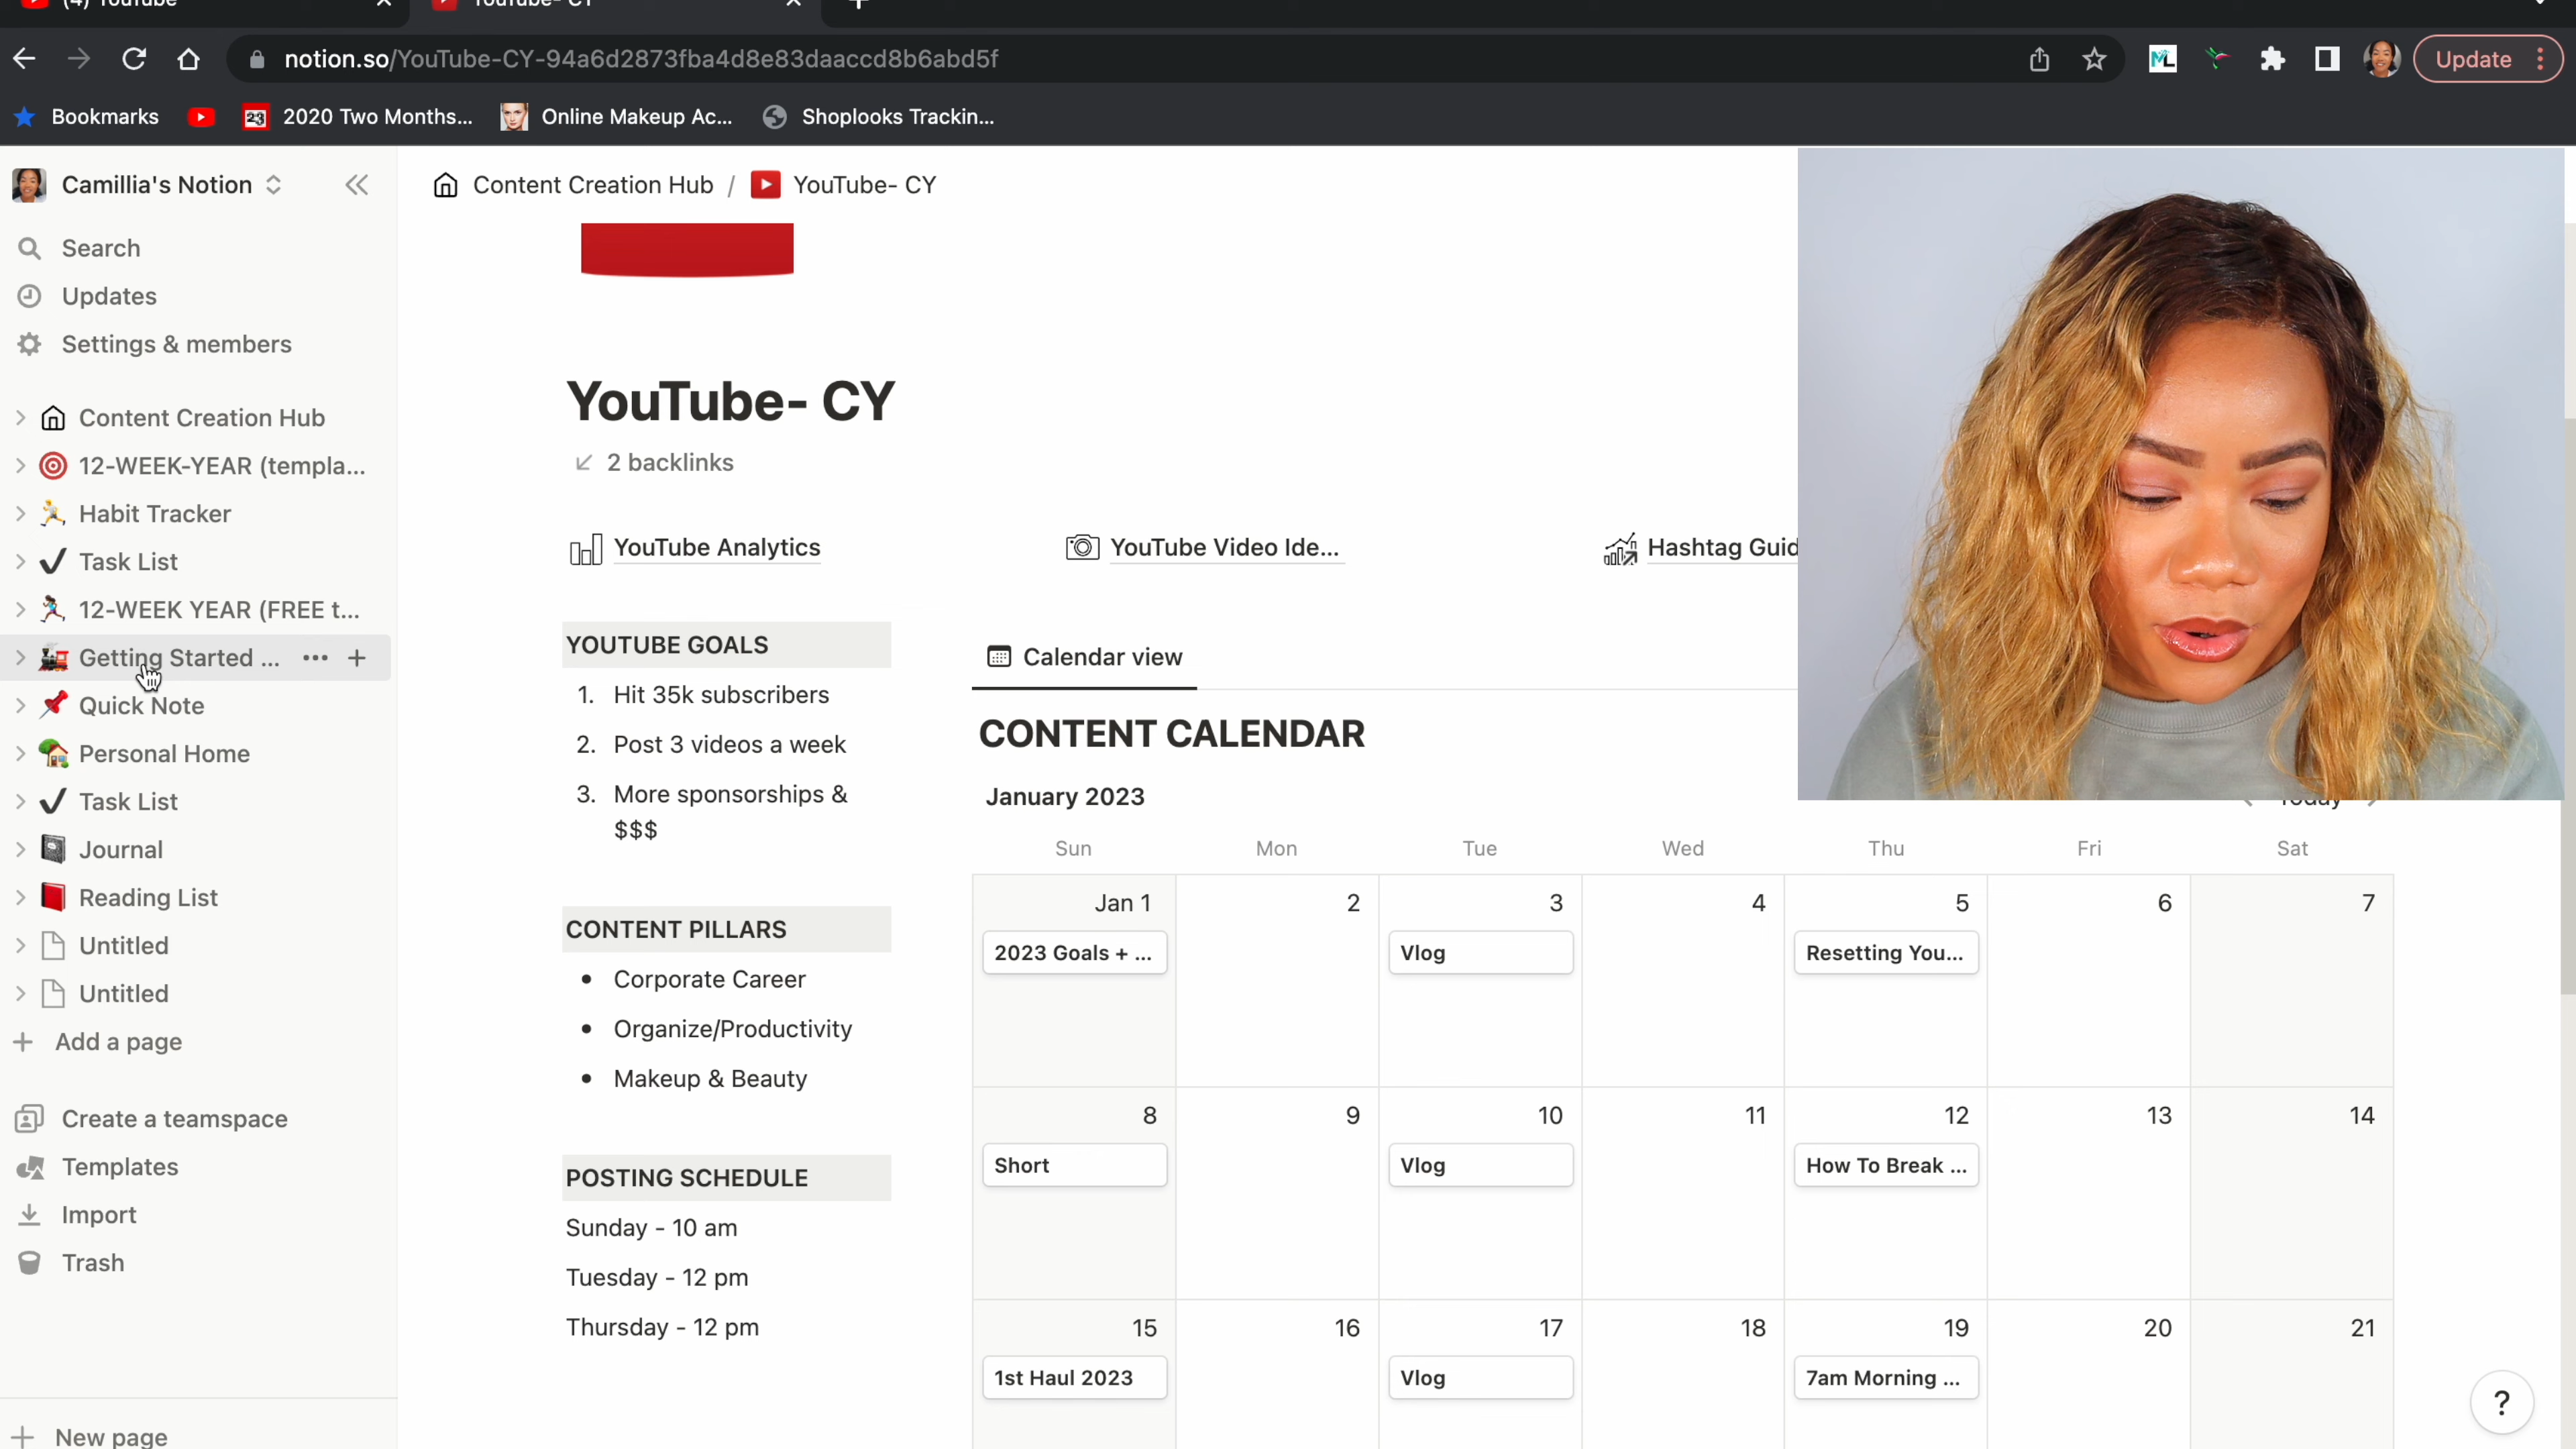 (4) YouTube
YouTube- CY
notion.so/YouTube-CY-94a6d2873fba4d8e83daaccd8b6abd5f
Update
Bookmarks
2020 Two Months...
Online Makeup Ac...
Shoplooks Trackin...
Camillia's Notion
Search
Updates
Settings & members
Content Creation Hub
12-WEEK-YEAR (templa...
Habit Tracker
Task List
12-WEEK YEAR (FREE t...
Getting Started ...
Quick Note
Personal Home
Task List
Journal
Reading List
Untitled
Untitled
Add a page
Create a teamspace
Templates
Import
Trash
New page
Content Creation Hub / YouTube- CY
YouTube- CY
2 backlinks
YouTube Analytics
YouTube Video Ide...
Hashtag Guid
YOUTUBE GOALS
1. Hit 35k subscribers
2. Post 3 videos a week
3. More sponsorships &
$$$
CONTENT PILLARS
• Corporate Career
• Organize/Productivity
• Makeup & Beauty
POSTING SCHEDULE
Sunday - 10 am
Tuesday - 12 pm
Thursday - 12 pm
Calendar view
CONTENT CALENDAR
January 2023
Today
Sun Mon Tue Wed Thu Fri Sat
Jan 1 2 3 4 5 6 7
2023 Goals + ... Vlog Resetting You...
8 9 10 11 12 13 14
Short Vlog How To Break ...
15 16 17 18 19 20 21
1st Haul 2023 Vlog 7am Morning ...
?